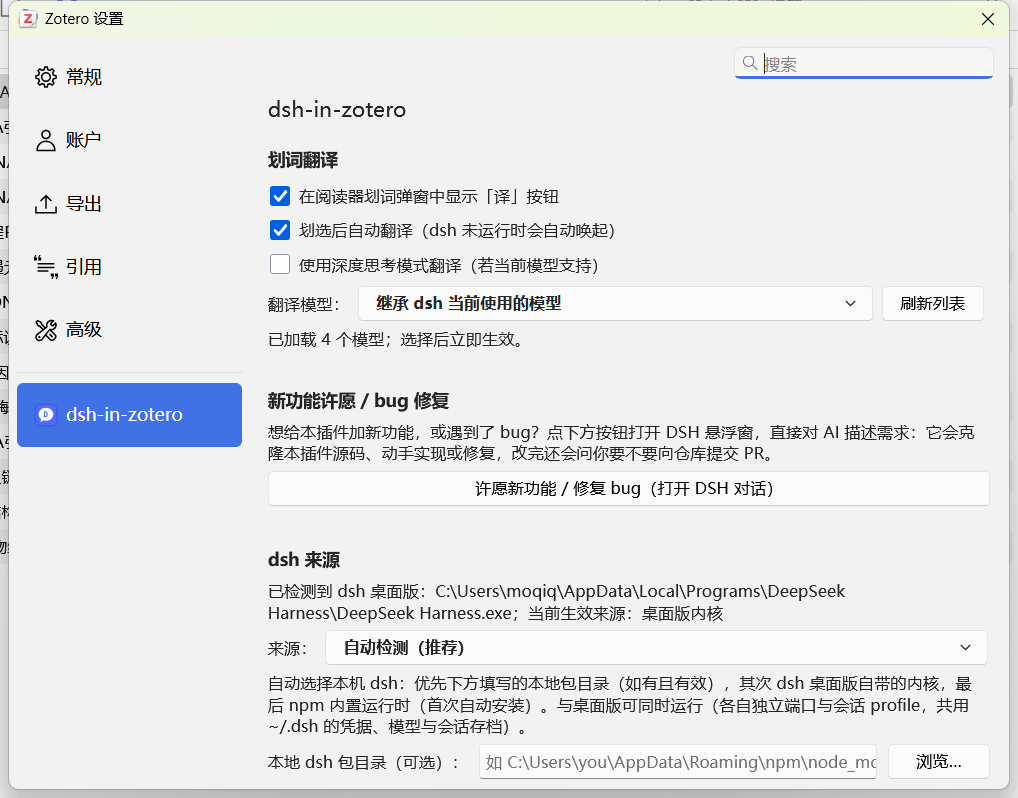 Zotero 设置
搜索
常规
账户
导出
引用
高级
dsh-in-zotero
dsh-in-zotero
划词翻译
在阅读器划词弹窗中显示「译」按钮
划选后自动翻译（dsh 未运行时会自动唤起）
使用深度思考模式翻译（若当前模型支持）
翻译模型： 继承 dsh 当前使用的模型 刷新列表
已加载 4 个模型；选择后立即生效。
新功能许愿 / bug 修复
想给本插件加新功能，或遇到了 bug？点下方按钮打开 DSH 悬浮窗，直接对 AI 描述需求：它会克
隆本插件源码、动手实现或修复，改完还会问你要不要向仓库提交 PR。
许愿新功能 / 修复 bug（打开 DSH 对话）
dsh 来源
已检测到 dsh 桌面版：C:\Users\moqiq\AppData\Local\Programs\DeepSeek
Harness\DeepSeek Harness.exe；当前生效来源：桌面版内核
来源： 自动检测（推荐）
自动选择本机 dsh：优先下方填写的本地包目录（如有且有效），其次 dsh 桌面版自带的内核，最
后 npm 内置运行时（首次自动安装）。与桌面版可同时运行（各自独立端口与会话 profile，共用
~/.dsh 的凭据、模型与会话存档）。
本地 dsh 包目录（可选）： 如 C:\Users\you\AppData\Roaming\npm\node_mo 浏览...